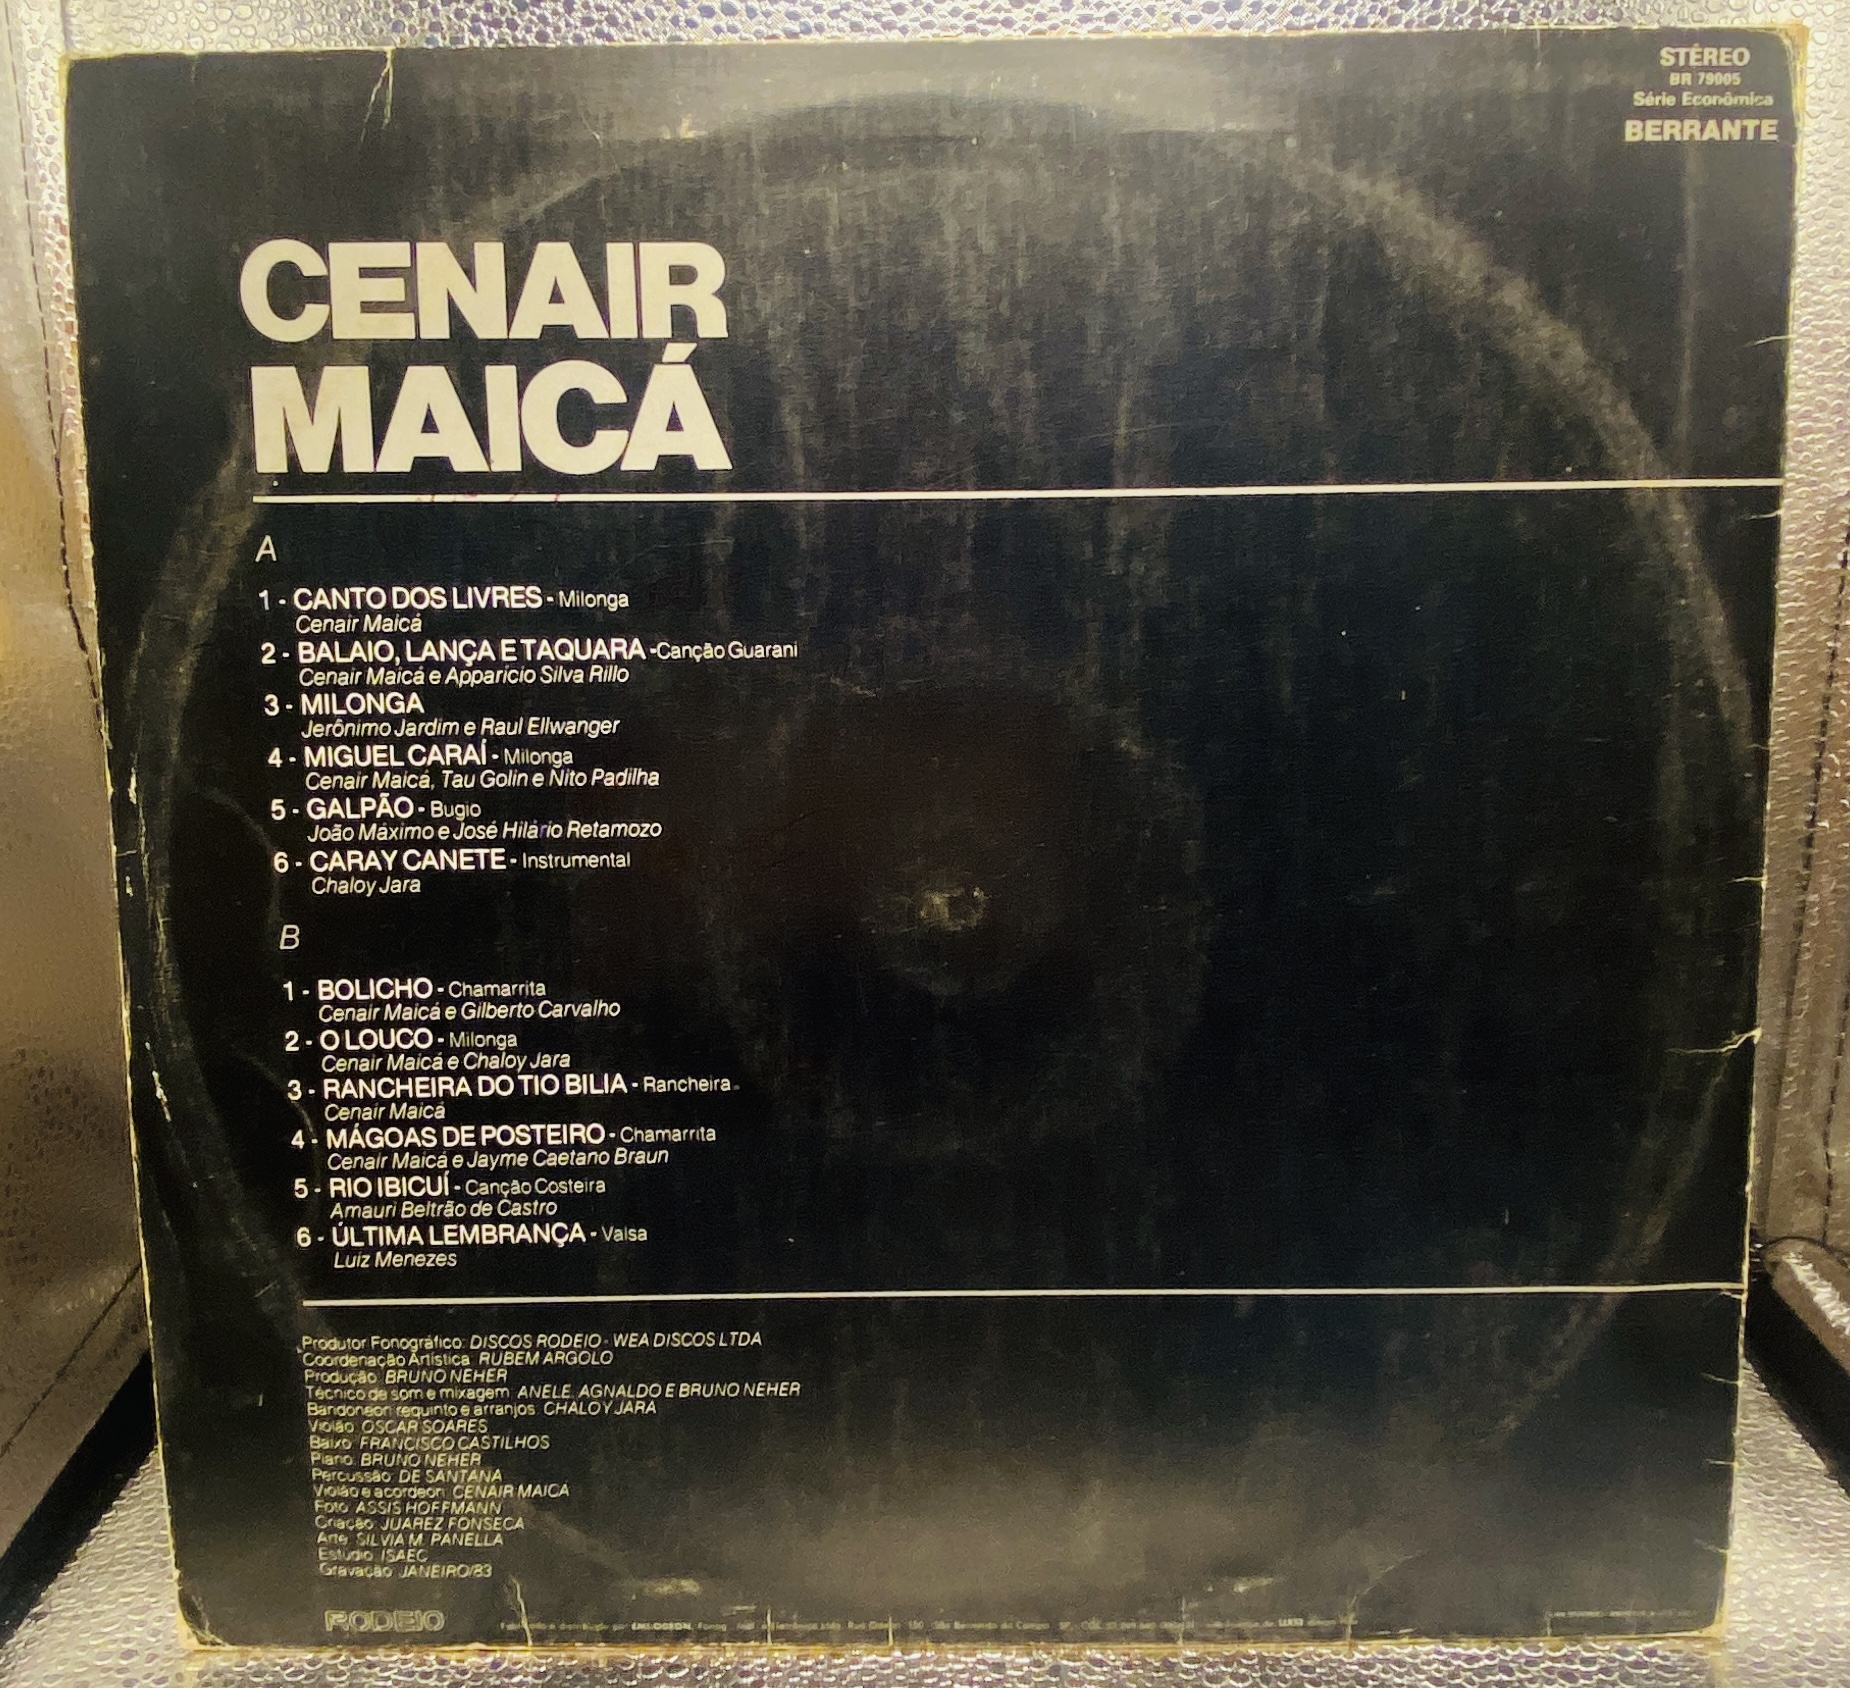 STÉREO
BR 79005
Série Econômica
BERRANTE
CENAIR
MAICÁ
A
1 - CANTO DOS LIVRES - Milonga
Cenair Maicá
2 - BALAIO, LANÇA E TAQUARA - Canção Guarani
Cenair Maicá e Apparicio Silva Rillo
3 - MILONGA
Jerônimo Jardim e Raul Ellwanger
4 - MIGUEL CARAÍ - Milonga
Cenair Maicá, Tau Golin e Nito Padilha
5 - GALPÃO - Bugio
João Máximo e José Hilário Retamozo
6 - CARAY CANETE - Instrumental
Chaloy Jara
B
1 - BOLICHO - Chamarrita
Cenair Maicá e Gilberto Carvalho
2 - O LOUCO - Milonga
Cenair Maicá e Chaloy Jara
3 - RANCHEIRA DO TIO BILIA - Rancheira
Cenair Maicá
4 - MÁGOAS DE POSTEIRO - Chamarrita
Cenair Maicá e Jayme Caetano Braun
5 - RIO IBICUÍ - Canção Costeira
Amauri Beltrão de Castro
6 - ÚLTIMA LEMBRANÇA - Valsa
Luiz Menezes
Produtor Fonográfico: DISCOS RODEIO - WEA DISCOS LTDA
Coordenação Artística: RUBEM ARGOLO
Produção: BRUNO NEHER
Técnico de som e mixagem: ANELE, AGNALDO E BRUNO NEHER
Bandoneón requinto e arranjos: CHALOY JARA
Violão: OSCAR SOARES
Baixo: FRANCISCO CASTILHOS
Piano: BRUNO NEHER
Percussão: DE SANTANA
Violão e acordeon: CENAIR MAICÁ
Foto: ASSIS HOFFMANN
Criação: JUAREZ FONSECA
Arte: SILVIA M. PANELLA
Estúdio: ISAEC
Gravação: JANEIRO/83
RODEIO